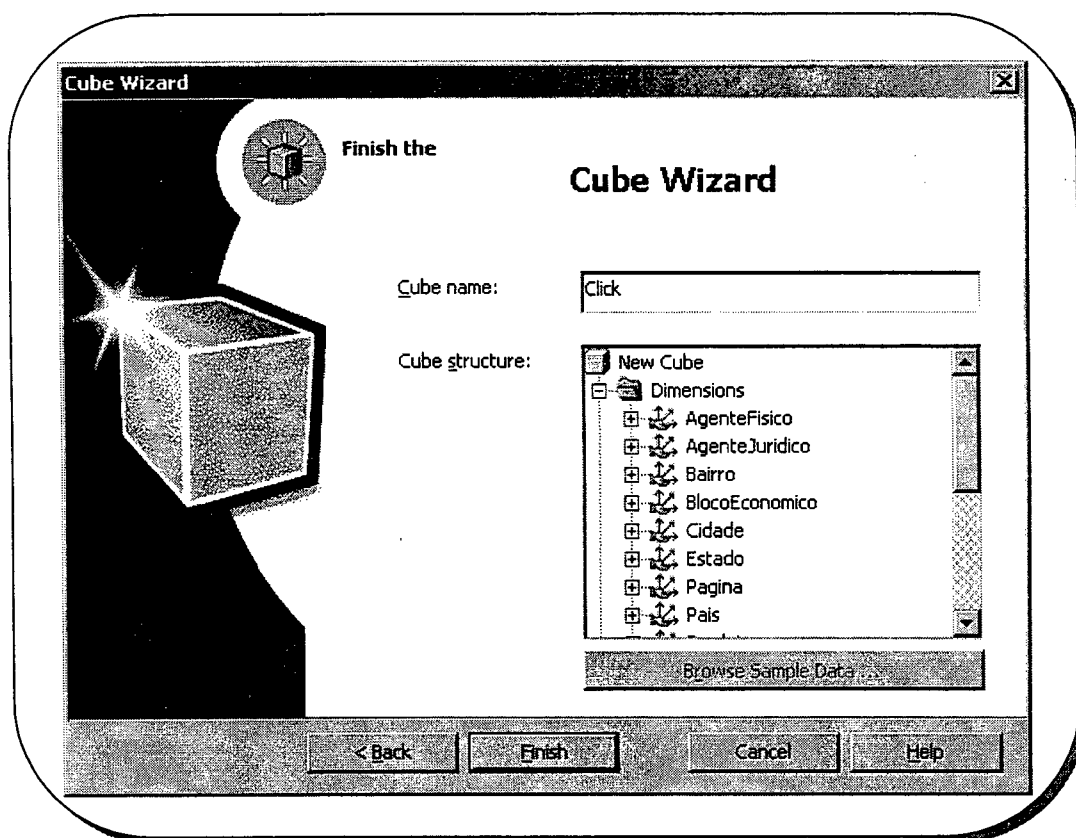 Cube Wizard
Finish the
Cube Wizard
Cube name:
Click
Cube structure:
New Cube
Dimensions
AgenteFisico
AgenteJuridico
Bairro
BlocoEconomico
Cidade
Estado
Pagina
Pais
Browse Sample Data ...
< Back
Finish
Cancel
Help